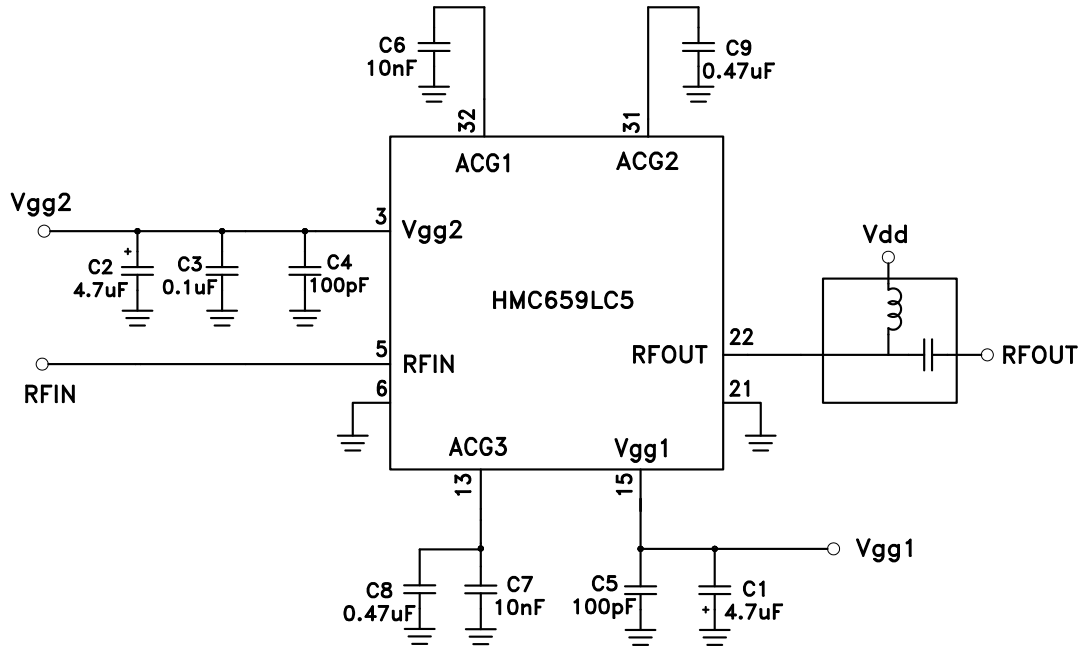 C6
10nF
C9
0.47uF
32
31
ACG1
ACG2
Vgg2
3
Vgg2
+
C2
4.7uF
C3
0.1uF
C4
100pF
HMC659LC5
Vdd
5
RFIN
RFIN
RFOUT
22
RFOUT
6
21
ACG3
Vgg1
13
15
Vgg1
C8
0.47uF
C7
10nF
C5
100pF
C1
+
4.7uF